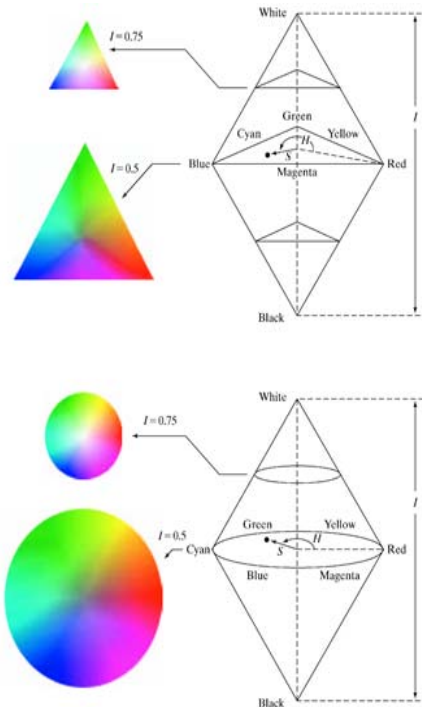 White
I = 0.75
Green
Cyan
Yellow
H
S
I = 0.5
Blue
Red
Magenta
I
Black
White
I = 0.75
I
Green
Yellow
I = 0.5
H
Cyan
S
Red
Blue
Magenta
Black